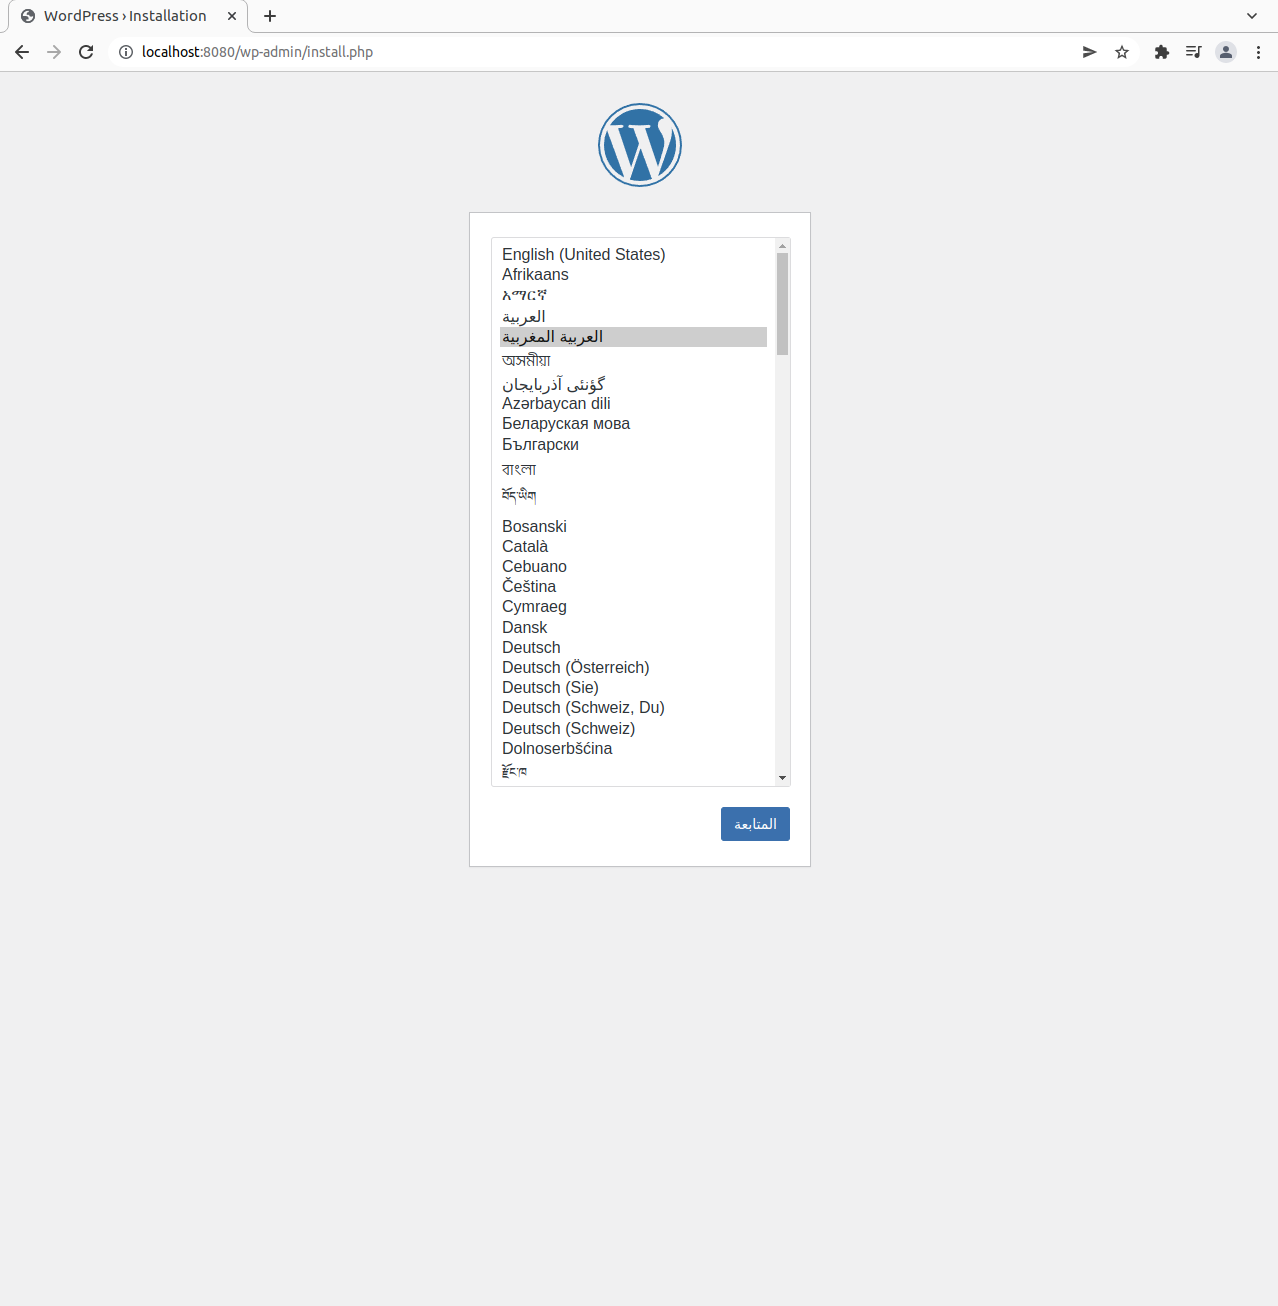 WordPress › Installation
localhost:8080/wp-admin/install.php
English (United States)
Afrikaans
አማርኛ
العربية
العربية المغربية
অসমীয়া
گؤنئی آذربایجان
Azərbaycan dili
Беларуская мова
Български
বাংলা
བོད་ཡིག
Bosanski
Català
Cebuano
Čeština
Cymraeg
Dansk
Deutsch
Deutsch (Österreich)
Deutsch (Sie)
Deutsch (Schweiz, Du)
Deutsch (Schweiz)
Dolnoserbšćina
རྫོང་ཁ
المتابعة